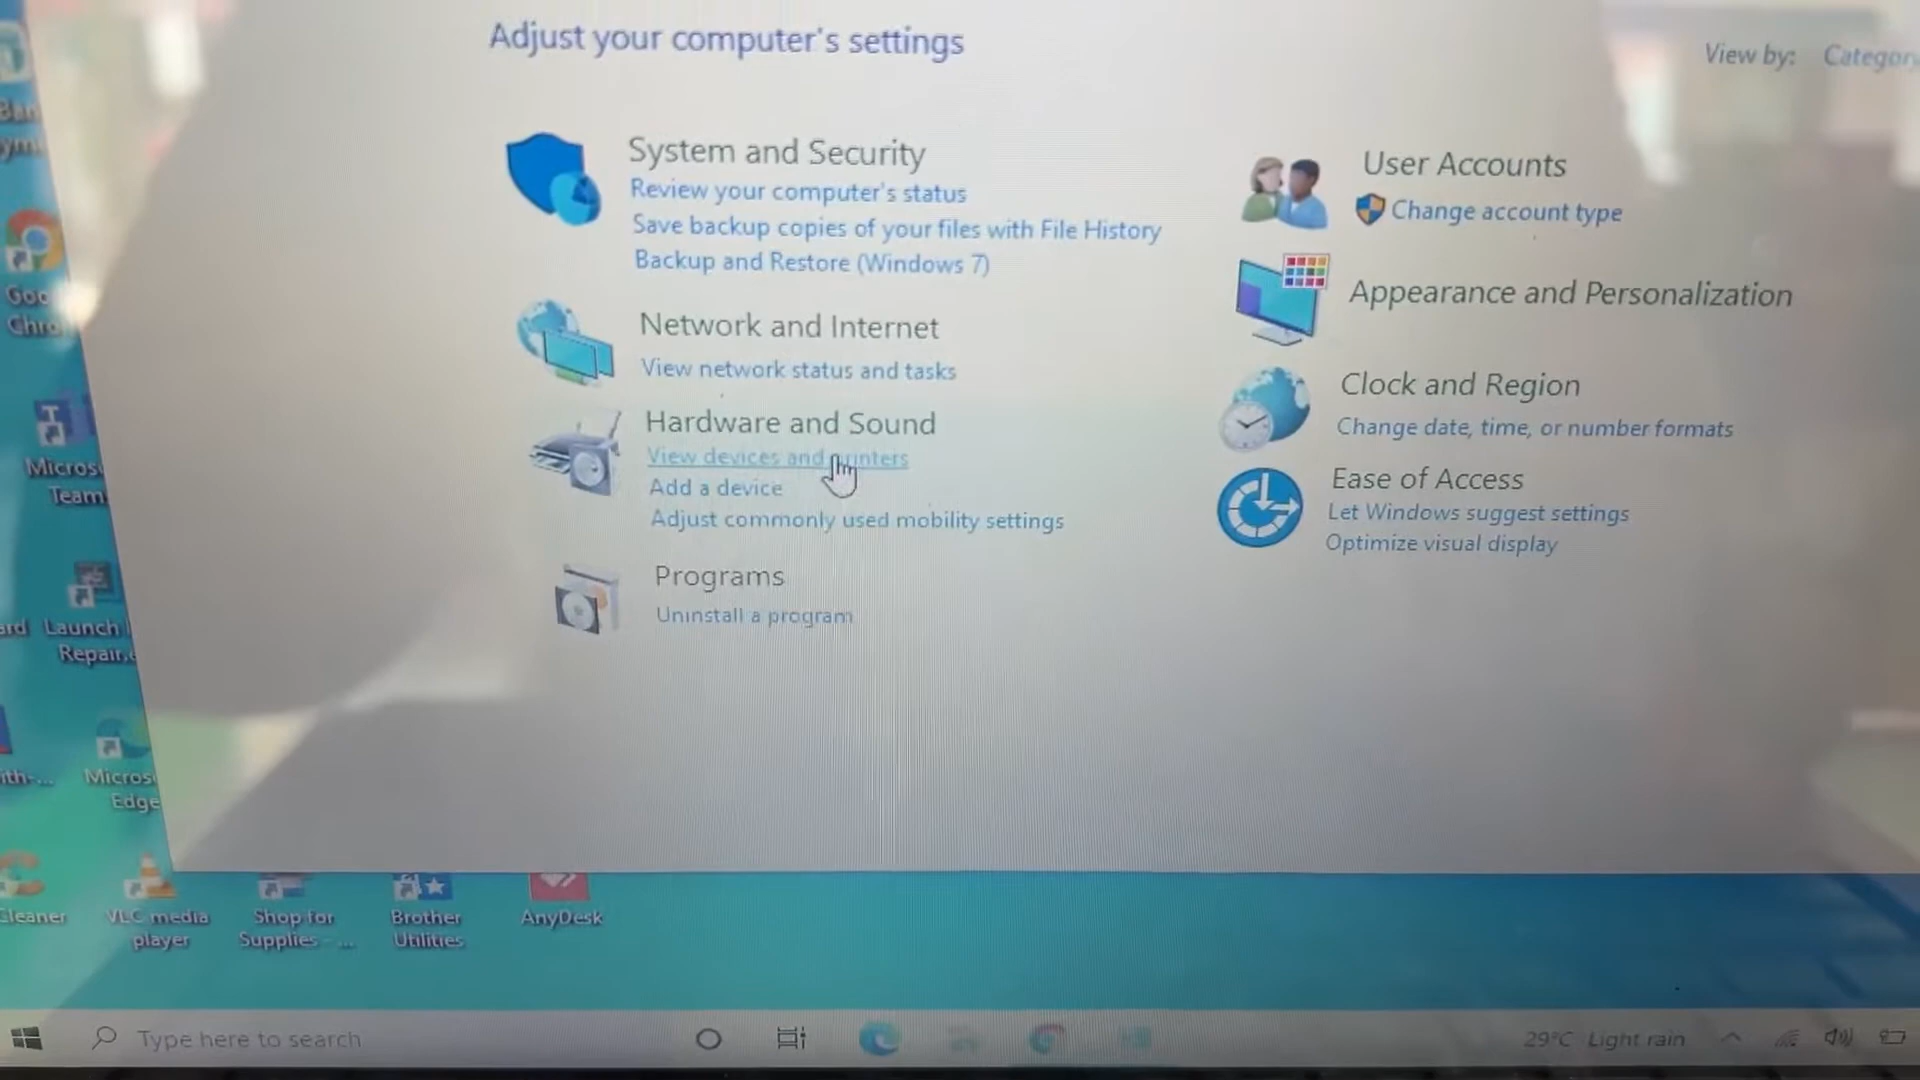 Adjust your computer's settings
View by: Category
System and Security
Review your computer's status
Save backup copies of your files with File History
Backup and Restore (Windows 7)
Network and Internet
View network status and tasks
Hardware and Sound
View devices and printers
Add a device
Adjust commonly used mobility settings
Programs
Uninstall a program
User Accounts
Change account type
Appearance and Personalization
Clock and Region
Change date, time, or number formats
Ease of Access
Let Windows suggest settings
Optimize visual display
Goo
Chro
Micros
Team
Launch
Repair.
Micros
Edge
Cleaner
VLC media
player
Shop for
Supplies - ...
Brother
Utilities
AnyDesk
Type here to search
29°C Light rain